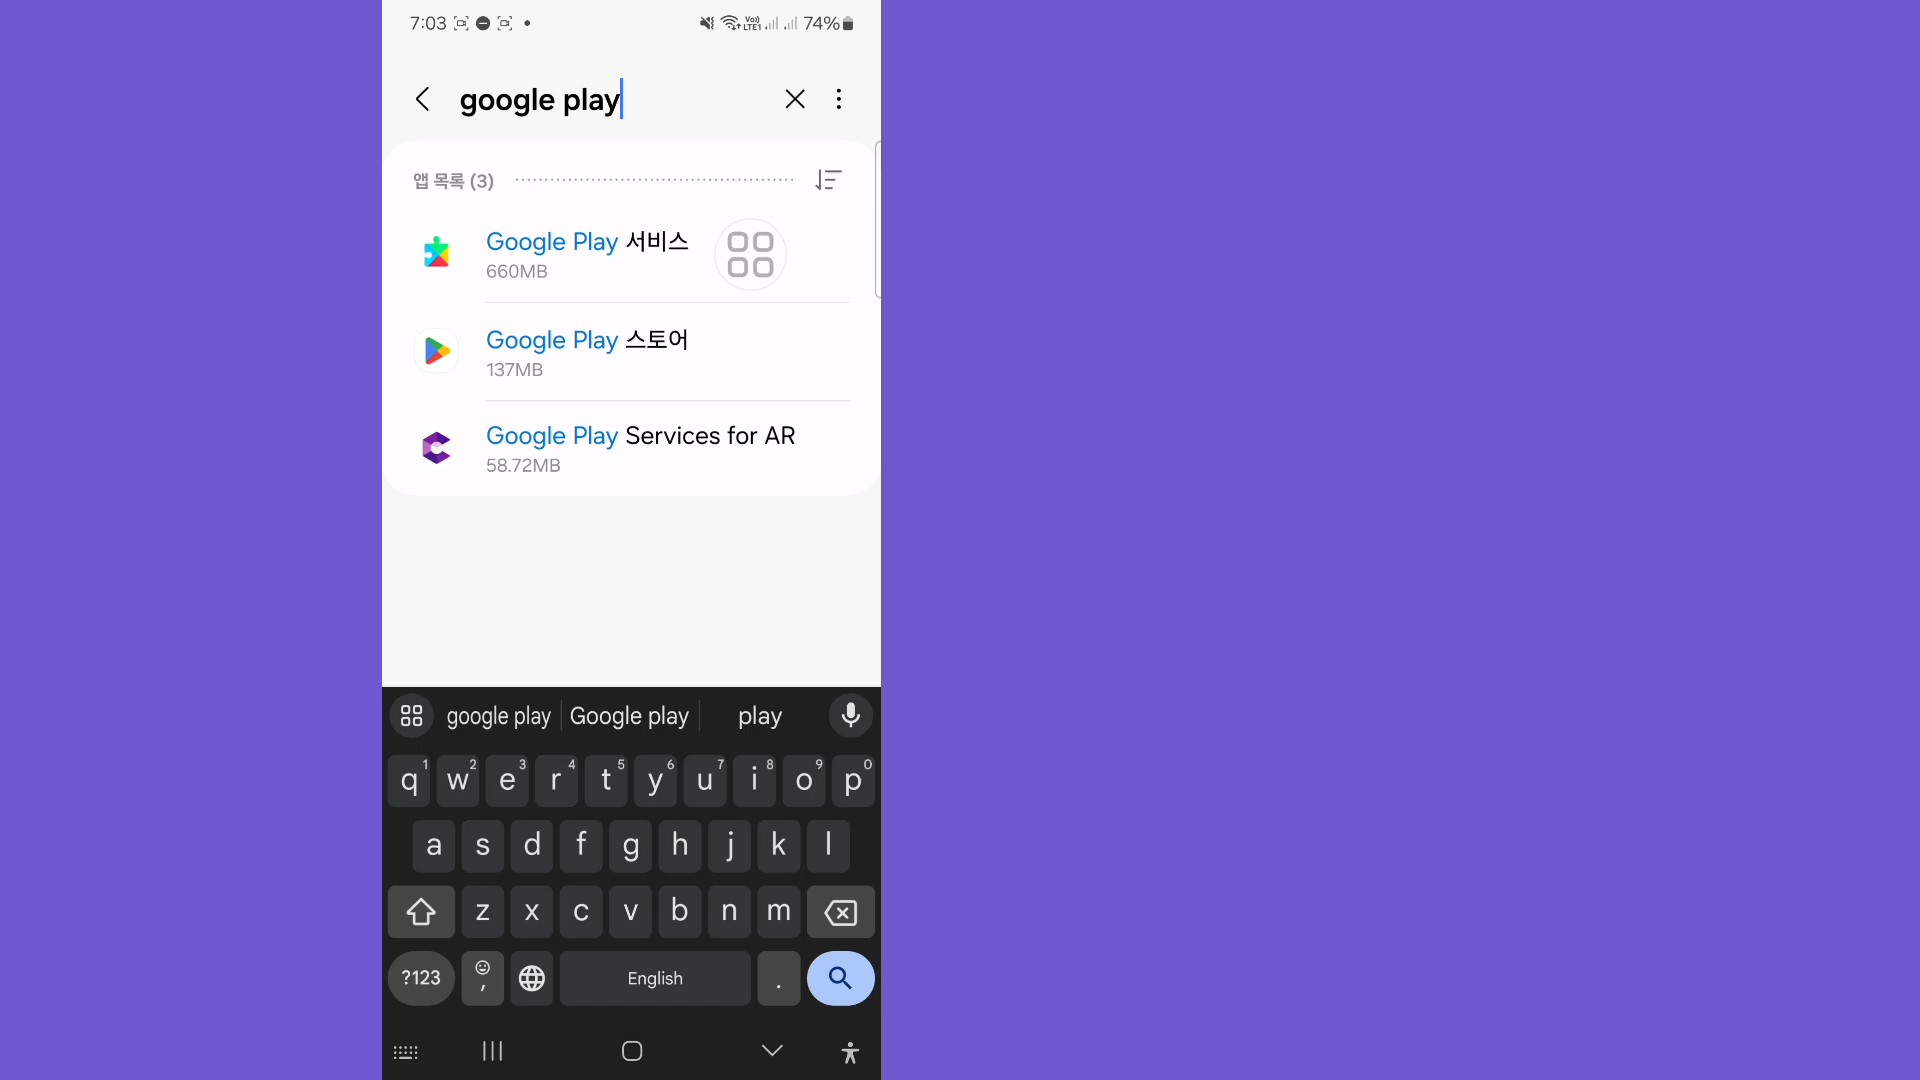 7:03 Vo) LTE1 74%
google play
앱 목록 (3)
Google Play 서비스
660MB
Google Play 스토어
137MB
Google Play Services for AR
58.72MB
google play Google play play
q1 w2 e3 r4 t5 y6 u7 i8 o9 p0
a s d f g h j k l
z x c v b n m
?123 , English .